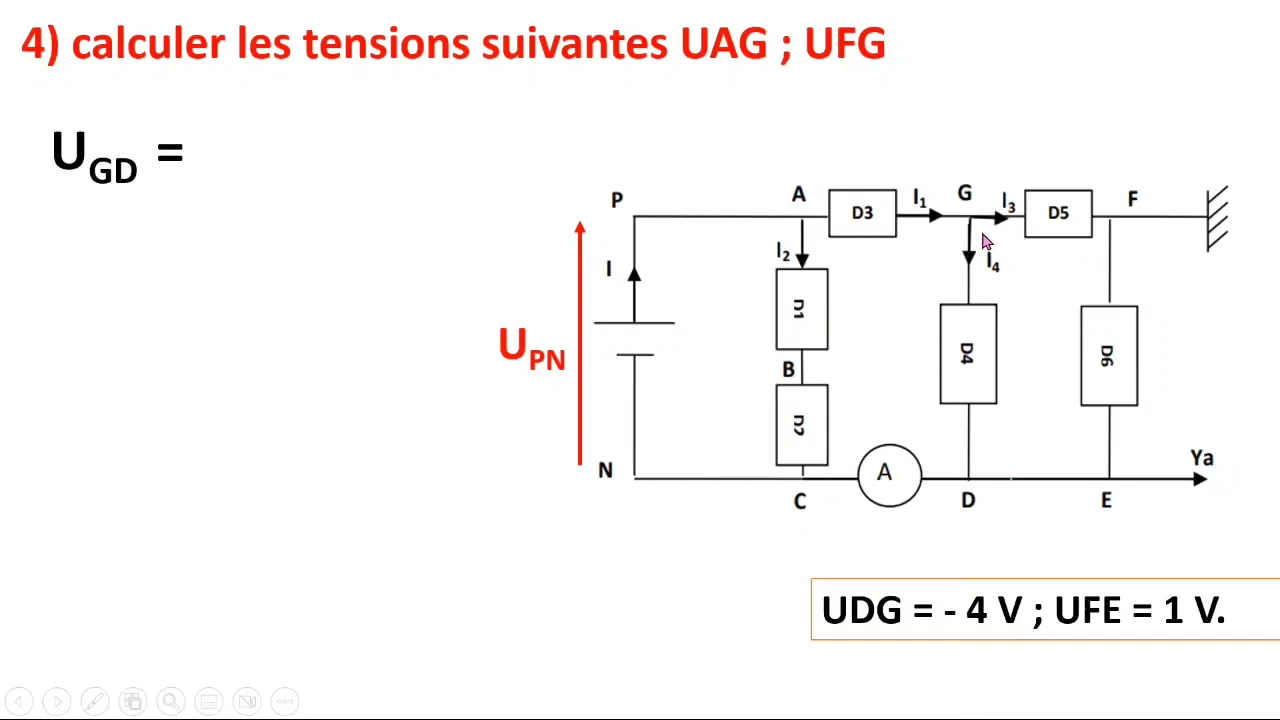 4) calculer les tensions suivantes UAG ; UFG
UGD =
P
A
D3
I1
G
I3
D5
F
I
I2
I4
D1
UPN
B
D4
D6
D2
N
A
Ya
C
D
E
UDG = - 4 V ; UFE = 1 V.